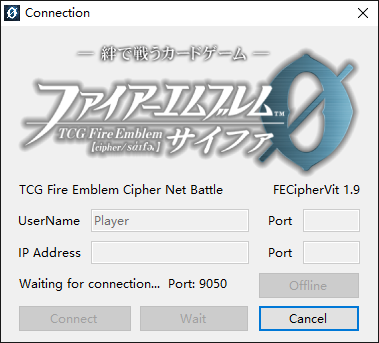 Connection
— 絆で戦うカードゲーム —
ファイアーエムブレム™
TCG Fire Emblem サイファ
【cipher/sáifə】
TCG Fire Emblem Cipher Net Battle FECipherVit 1.9
UserName Player Port
IP Address Port
Waiting for connection... Port: 9050 Offline
Connect Wait Cancel